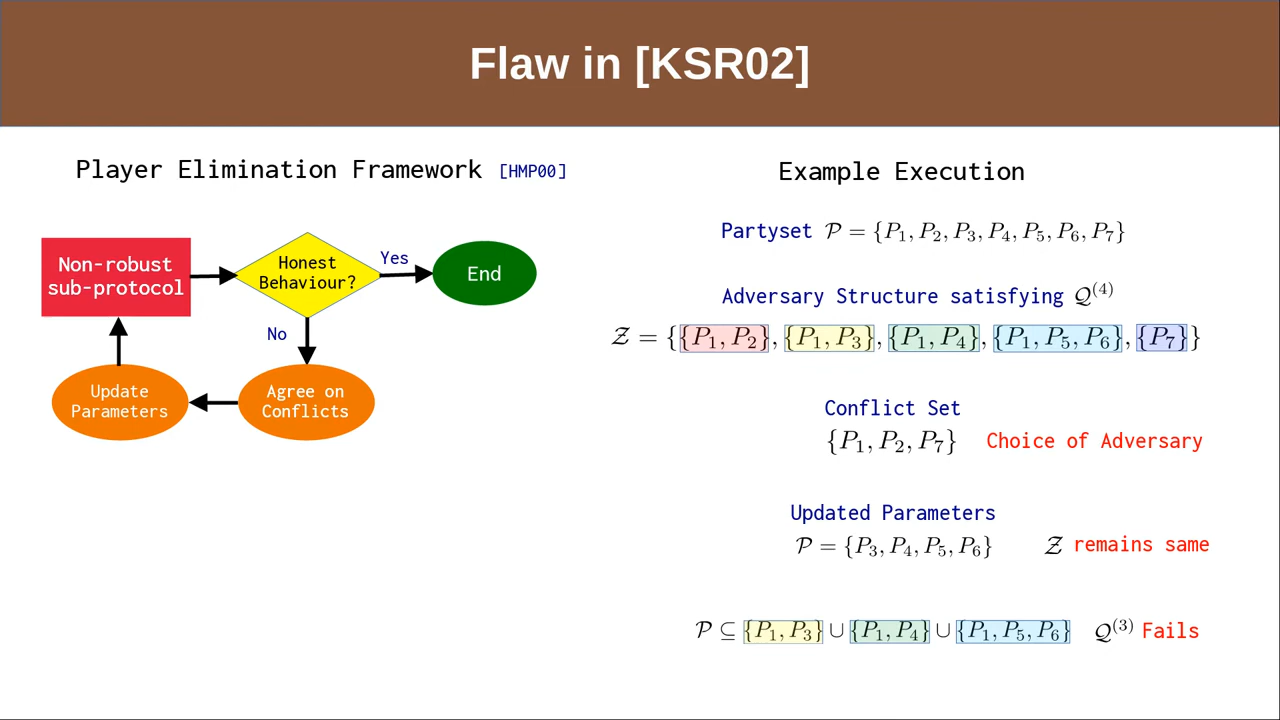 Flaw in [KSR02]
Player Elimination Framework [HMP00]
Non-robust
sub-protocol
Honest
Behaviour?
Yes
End
No
Update
Parameters
Agree on
Conflicts
Example Execution
Partyset 𝒫 = {P₁, P₂, P₃, P₄, P₅, P₆, P₇}
Adversary Structure satisfying 𝒬⁽⁴⁾
𝒵 = {{P₁, P₂}, {P₁, P₃}, {P₁, P₄}, {P₁, P₅, P₆}, {P₇}}
Conflict Set
{P₁, P₂, P₇} Choice of Adversary
Updated Parameters
𝒫 = {P₃, P₄, P₅, P₆} 𝒵 remains same
𝒫 ⊆ {P₁, P₃} ∪ {P₁, P₄} ∪ {P₁, P₅, P₆} 𝒬⁽³⁾ Fails